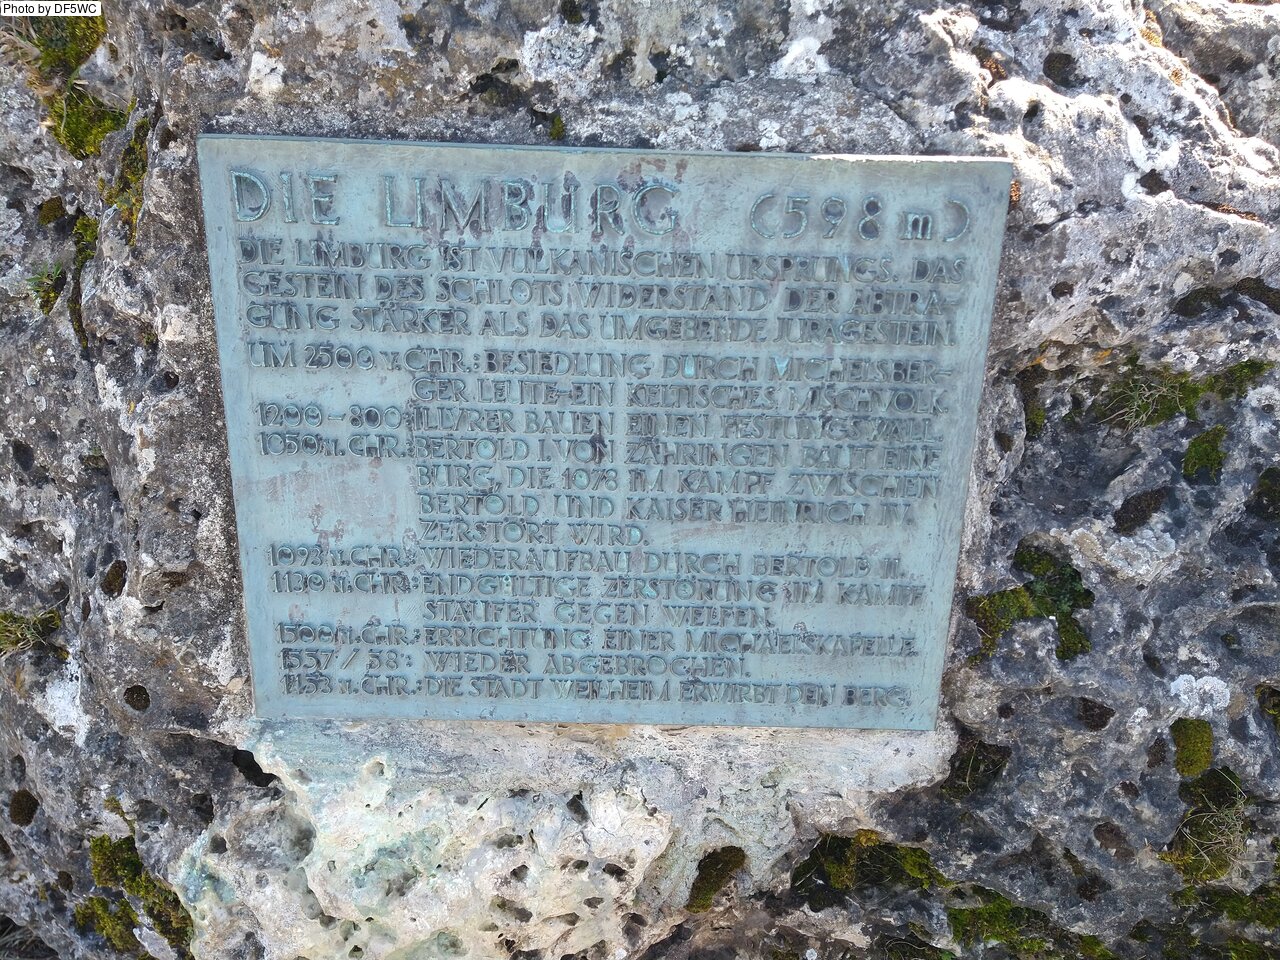 Photo by DF5WC
DIE LIMBURG (598 m)
DIE LIMBURG IST VULKANISCHEN URSPRUNGS. DAS
GESTEIN DES SCHLOTS WIDERSTAND DER ABTRA-
GUNG STÄRKER ALS DAS UMGEBENDE JURAGESTEIN.
UM 2500 v. CHR.: BESIEDLUNG DURCH MICHELSBER-
GER LEUTE-EIN KELTISCHES MISCHVOLK.
1200-800: ILLYRER BAUEN EINEN FESTUNGSWALL.
1050 n. CHR.: BERTOLD I. VON ZÄHRINGEN BAUT EINE
BURG, DIE 1078 IM KAMPF ZWISCHEN
BERTOLD UND KAISER HEINRICH IV.
ZERSTÖRT WIRD.
1093 n. CHR.: WIEDERAUFBAU DURCH BERTOLD II.
1130 n. CHR.: ENDGÜLTIGE ZERSTÖRUNG IM KAMPF
STAUFER GEGEN WELFEN.
1500 n. CHR.: ERRICHTUNG EINER MICHAELSKAPELLE.
1557/58: WIEDER ABGEBROCHEN.
n. CHR.: DIE STADT WEILHEIM ERWIRBT DEN BERG.